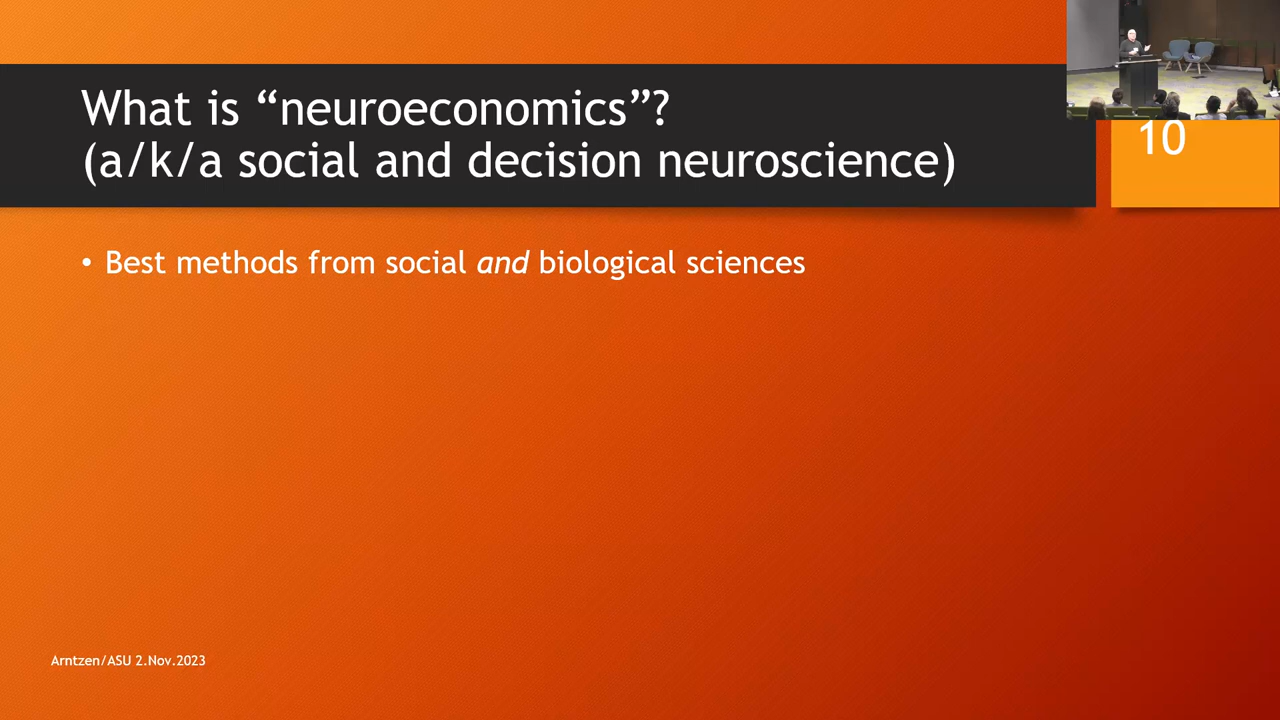 What is “neuroeconomics”?
(a/k/a social and decision neuroscience)
10
• Best methods from social and biological sciences
Arntzen/ASU 2.Nov.2023